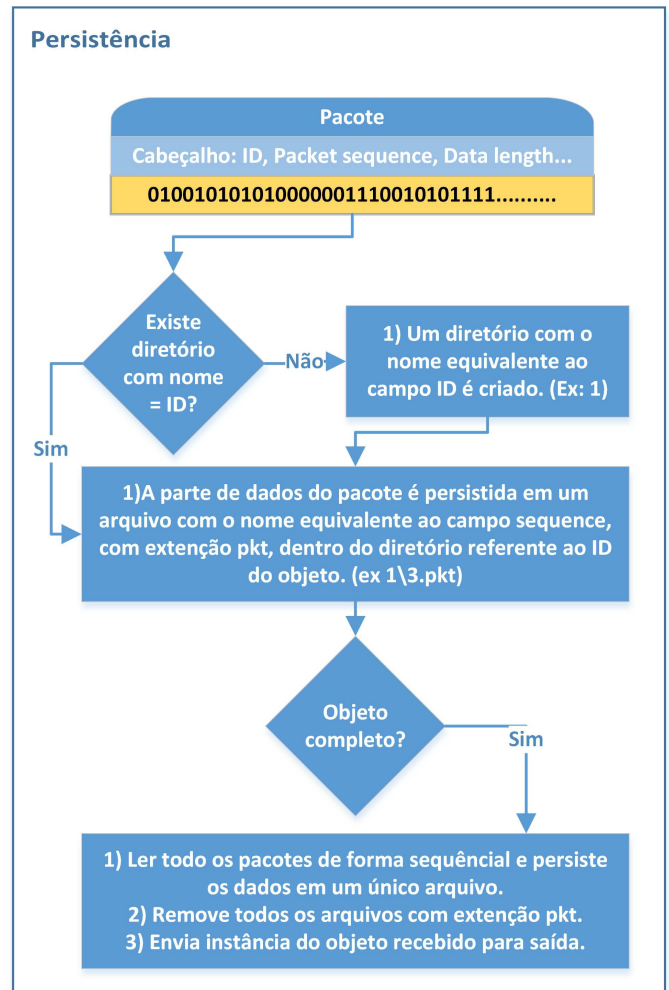 Persistência
Pacote
Cabeçalho: ID, Packet sequence, Data length...
0100101010100000011100101011111..........
Existe
diretório
com nome
= ID?
Não
1) Um diretório com o
nome equivalente ao
campo ID é criado. (Ex: 1)
Sim
1)A parte de dados do pacote é persistida em um
arquivo com o nome equivalente ao campo sequence,
com extenção pkt, dentro do diretório referente ao ID
do objeto. (ex 1\3.pkt)
Objeto
completo?
Sim
1) Ler todo os pacotes de forma sequêncial e persiste
os dados em um único arquivo.
2) Remove todos os arquivos com extenção pkt.
3) Envia instância do objeto recebido para saída.